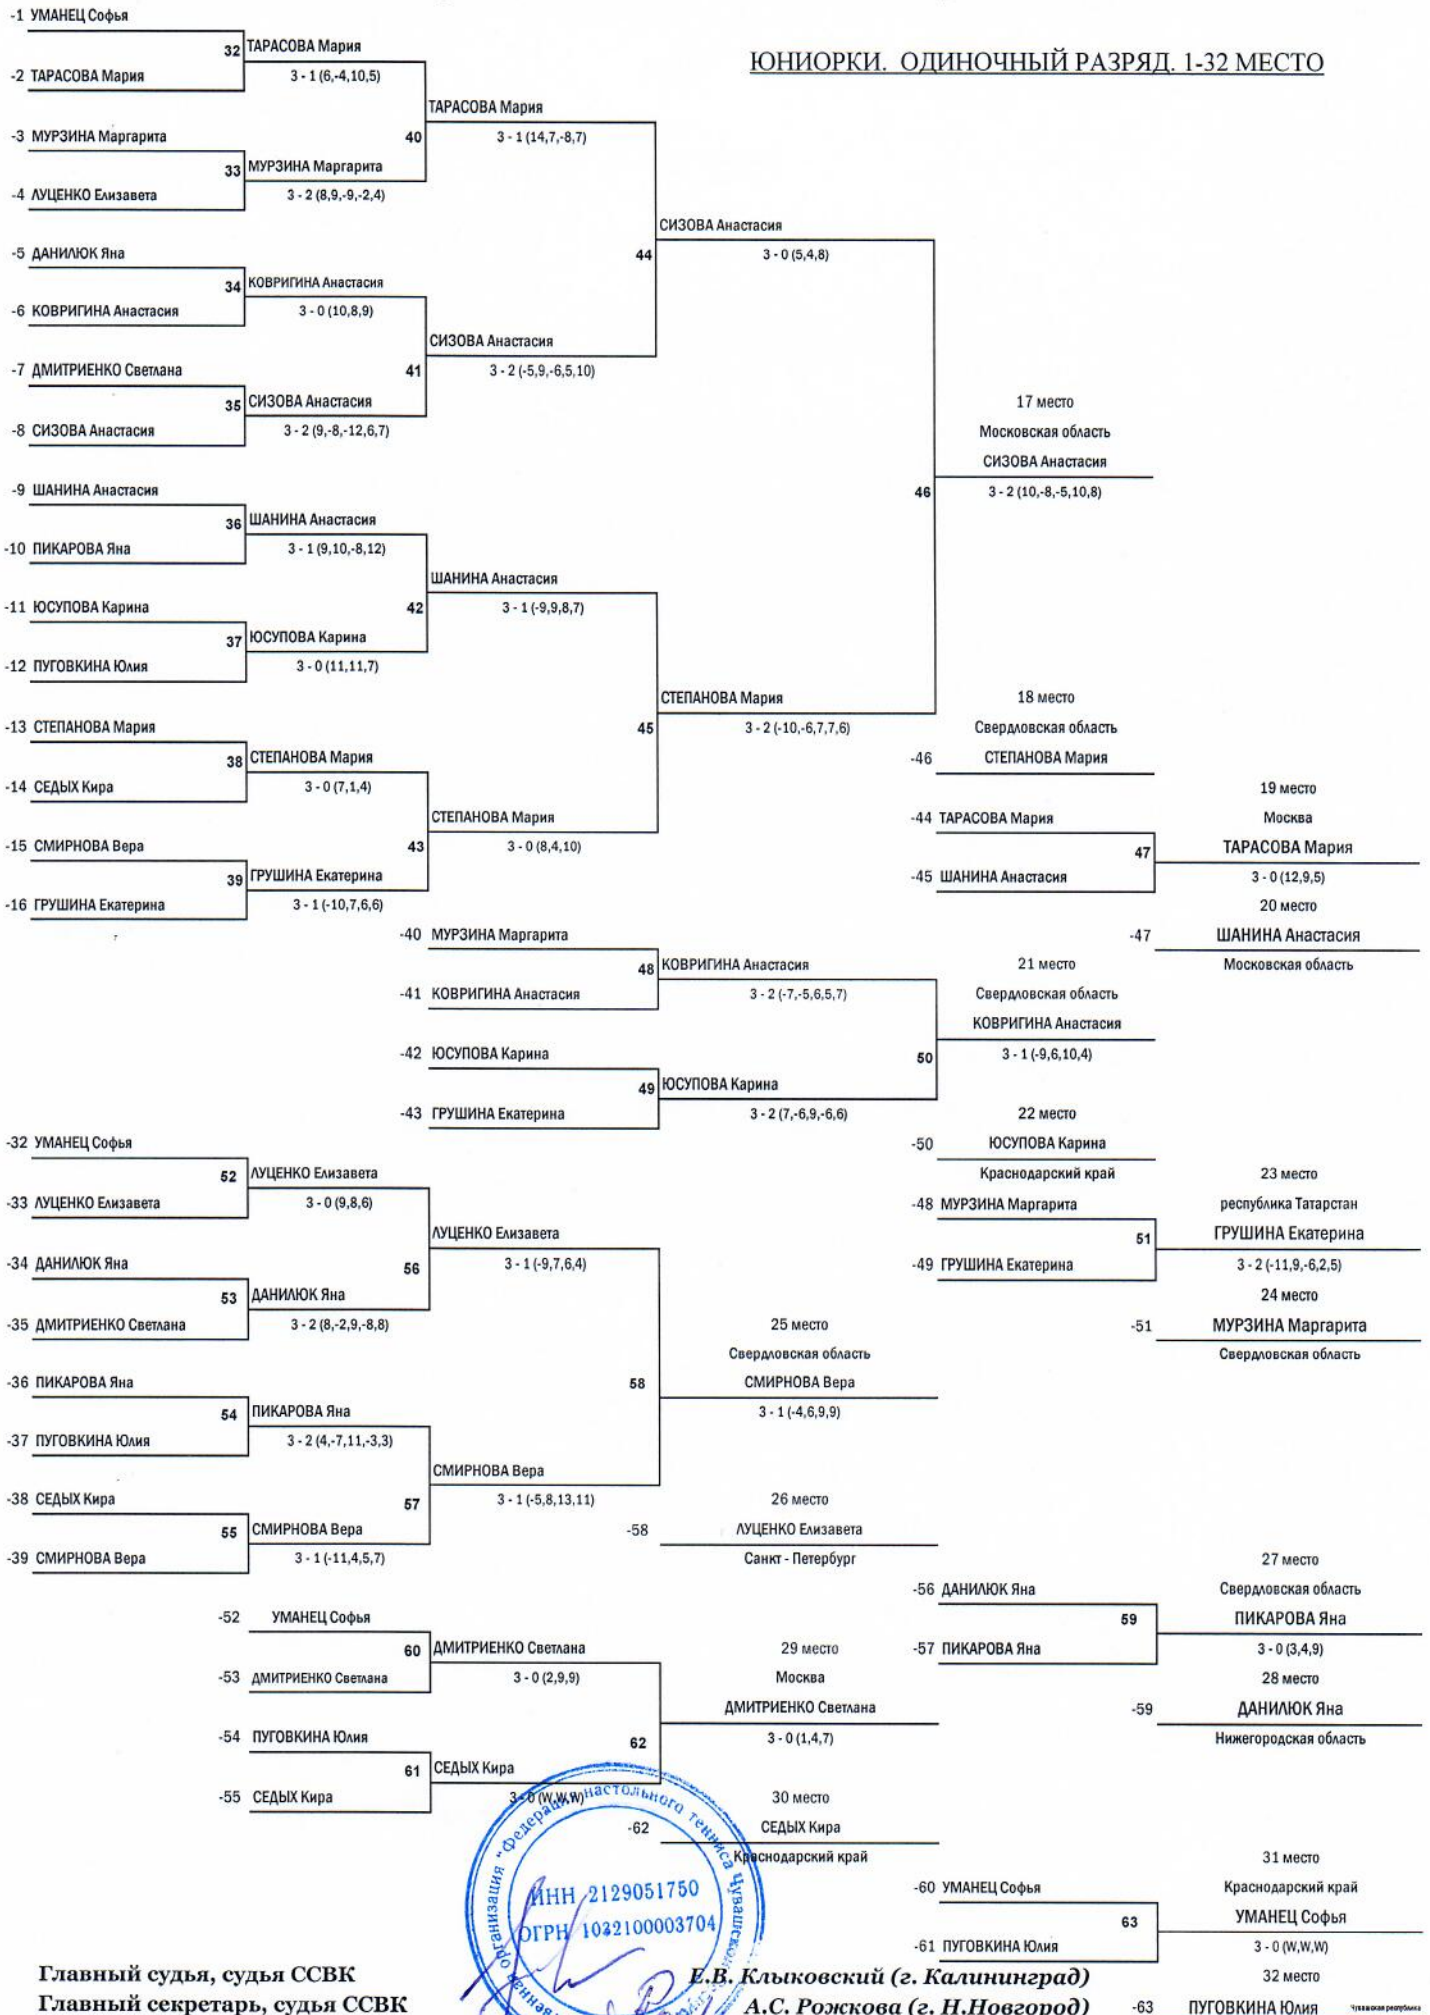 ЮНИОРКИ. ОДИНОЧНЫЙ РАЗРЯД. 1-32 МЕСТО
-1 УМАНЕЦ Софья
32 ТАРАСОВА Мария
-2 ТАРАСОВА Мария
3 - 1 (6,-4,10,5)
ТАРАСОВА Мария
-3 МУРЗИНА Маргарита
40
3 - 1 (14,7,-8,7)
33 МУРЗИНА Маргарита
-4 ЛУЦЕНКО Елизавета
3 - 2 (8,9,-9,-2,4)
СИЗОВА Анастасия
-5 ДАНИЛЮК Яна
44
3 - 0 (5,4,8)
34 КОВРИГИНА Анастасия
-6 КОВРИГИНА Анастасия
3 - 0 (10,8,9)
СИЗОВА Анастасия
-7 ДМИТРИЕНКО Светлана
41
3 - 2 (-5,9,-6,5,10)
35 СИЗОВА Анастасия
17 место
-8 СИЗОВА Анастасия
3 - 2 (9,-8,-12,6,7)
Московская область
СИЗОВА Анастасия
-9 ШАНИНА Анастасия
46
3 - 2 (10,-8,-5,10,8)
36 ШАНИНА Анастасия
-10 ПИКАРОВА Яна
3 - 1 (9,10,-8,12)
ШАНИНА Анастасия
-11 ЮСУПОВА Карина
42
3 - 1 (-9,9,8,7)
37 ЮСУПОВА Карина
-12 ПУГОВКИНА Юлия
3 - 0 (11,11,7)
СТЕПАНОВА Мария
18 место
-13 СТЕПАНОВА Мария
45
3 - 2 (-10,-6,7,7,6)
Свердловская область
38 СТЕПАНОВА Мария
-46 СТЕПАНОВА Мария
-14 СЕДЫХ Кира
3 - 0 (7,1,4)
19 место
СТЕПАНОВА Мария
-44 ТАРАСОВА Мария
Москва
-15 СМИРНОВА Вера
43
3 - 0 (8,4,10)
47
ТАРАСОВА Мария
39 ГРУШИНА Екатерина
-45 ШАНИНА Анастасия
3 - 0 (12,9,5)
-16 ГРУШИНА Екатерина
3 - 1 (-10,7,6,6)
20 место
-40 МУРЗИНА Маргарита
-47 ШАНИНА Анастасия
48 КОВРИГИНА Анастасия
21 место
Московская область
-41 КОВРИГИНА Анастасия
3 - 2 (-7,-5,6,5,7)
Свердловская область
КОВРИГИНА Анастасия
-42 ЮСУПОВА Карина
50
3 - 1 (-9,6,10,4)
49 ЮСУПОВА Карина
-43 ГРУШИНА Екатерина
3 - 2 (7,-6,9,-6,6)
22 место
-32 УМАНЕЦ Софья
-50 ЮСУПОВА Карина
52 ЛУЦЕНКО Елизавета
Краснодарский край
23 место
-33 ЛУЦЕНКО Елизавета
3 - 0 (9,8,6)
-48 МУРЗИНА Маргарита
республика Татарстан
ЛУЦЕНКО Елизавета
51
ГРУШИНА Екатерина
-34 ДАНИЛЮК Яна
56
3 - 1 (-9,7,6,4)
-49 ГРУШИНА Екатерина
3 - 2 (-11,9,-6,2,5)
53 ДАНИЛЮК Яна
24 место
-35 ДМИТРИЕНКО Светлана
3 - 2 (8,-2,9,-8,8)
25 место
-51 МУРЗИНА Маргарита
Свердловская область
Свердловская область
-36 ПИКАРОВА Яна
58
СМИРНОВА Вера
54 ПИКАРОВА Яна
3 - 1 (-4,6,9,9)
-37 ПУГОВКИНА Юлия
3 - 2 (4,-7,11,-3,3)
СМИРНОВА Вера
-38 СЕДЫХ Кира
57
3 - 1 (-5,8,13,11)
26 место
55 СМИРНОВА Вера
-58 ЛУЦЕНКО Елизавета
-39 СМИРНОВА Вера
3 - 1 (-11,4,5,7)
Санкт - Петербург
27 место
-56 ДАНИЛЮК Яна
Свердловская область
-52 УМАНЕЦ Софья
59
ПИКАРОВА Яна
60 ДМИТРИЕНКО Светлана
29 место
-57 ПИКАРОВА Яна
3 - 0 (3,4,9)
-53 ДМИТРИЕНКО Светлана
3 - 0 (2,9,9)
Москва
28 место
ДМИТРИЕНКО Светлана
-59 ДАНИЛЮК Яна
-54 ПУГОВКИНА Юлия
62
3 - 0 (1,4,7)
Нижегородская область
61 СЕДЫХ Кира
-55 СЕДЫХ Кира
3 - 0 (W,W,W)
30 место
-62 СЕДЫХ Кира
Краснодарский край
31 место
-60 УМАНЕЦ Софья
Краснодарский край
63
УМАНЕЦ Софья
-61 ПУГОВКИНА Юлия
3 - 0 (W,W,W)
32 место
-63 ПУГОВКИНА Юлия
Чувашская республика
организация "Федерация настольного тенниса Чувашской
ИНН 2129051750
ОГРН 1032100003704
Главный судья, судья ССВК
Е.В. Клыковский (г. Калининград)
Главный секретарь, судья ССВК
А.С. Рожкова (г. Н.Новгород)